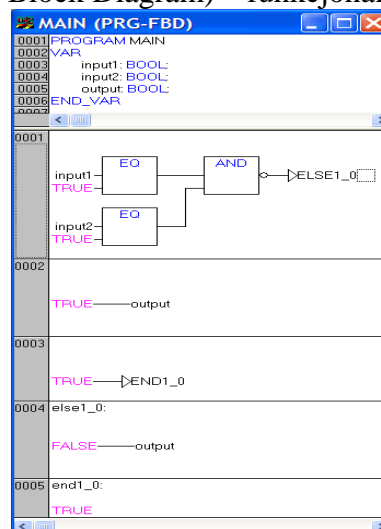 Block Diagram) – funkcjonal
MAIN (PRG-FBD)
0001 PROGRAM MAIN
0002 VAR
0003 input1: BOOL;
0004 input2: BOOL;
0005 output: BOOL;
0006 END_VAR
0007
0001
EQ AND
input1 ELSE1_0
TRUE
EQ
input2
TRUE
0002
TRUE output
0003
TRUE END1_0
0004 else1_0:
FALSE output
0005 end1_0:
TRUE